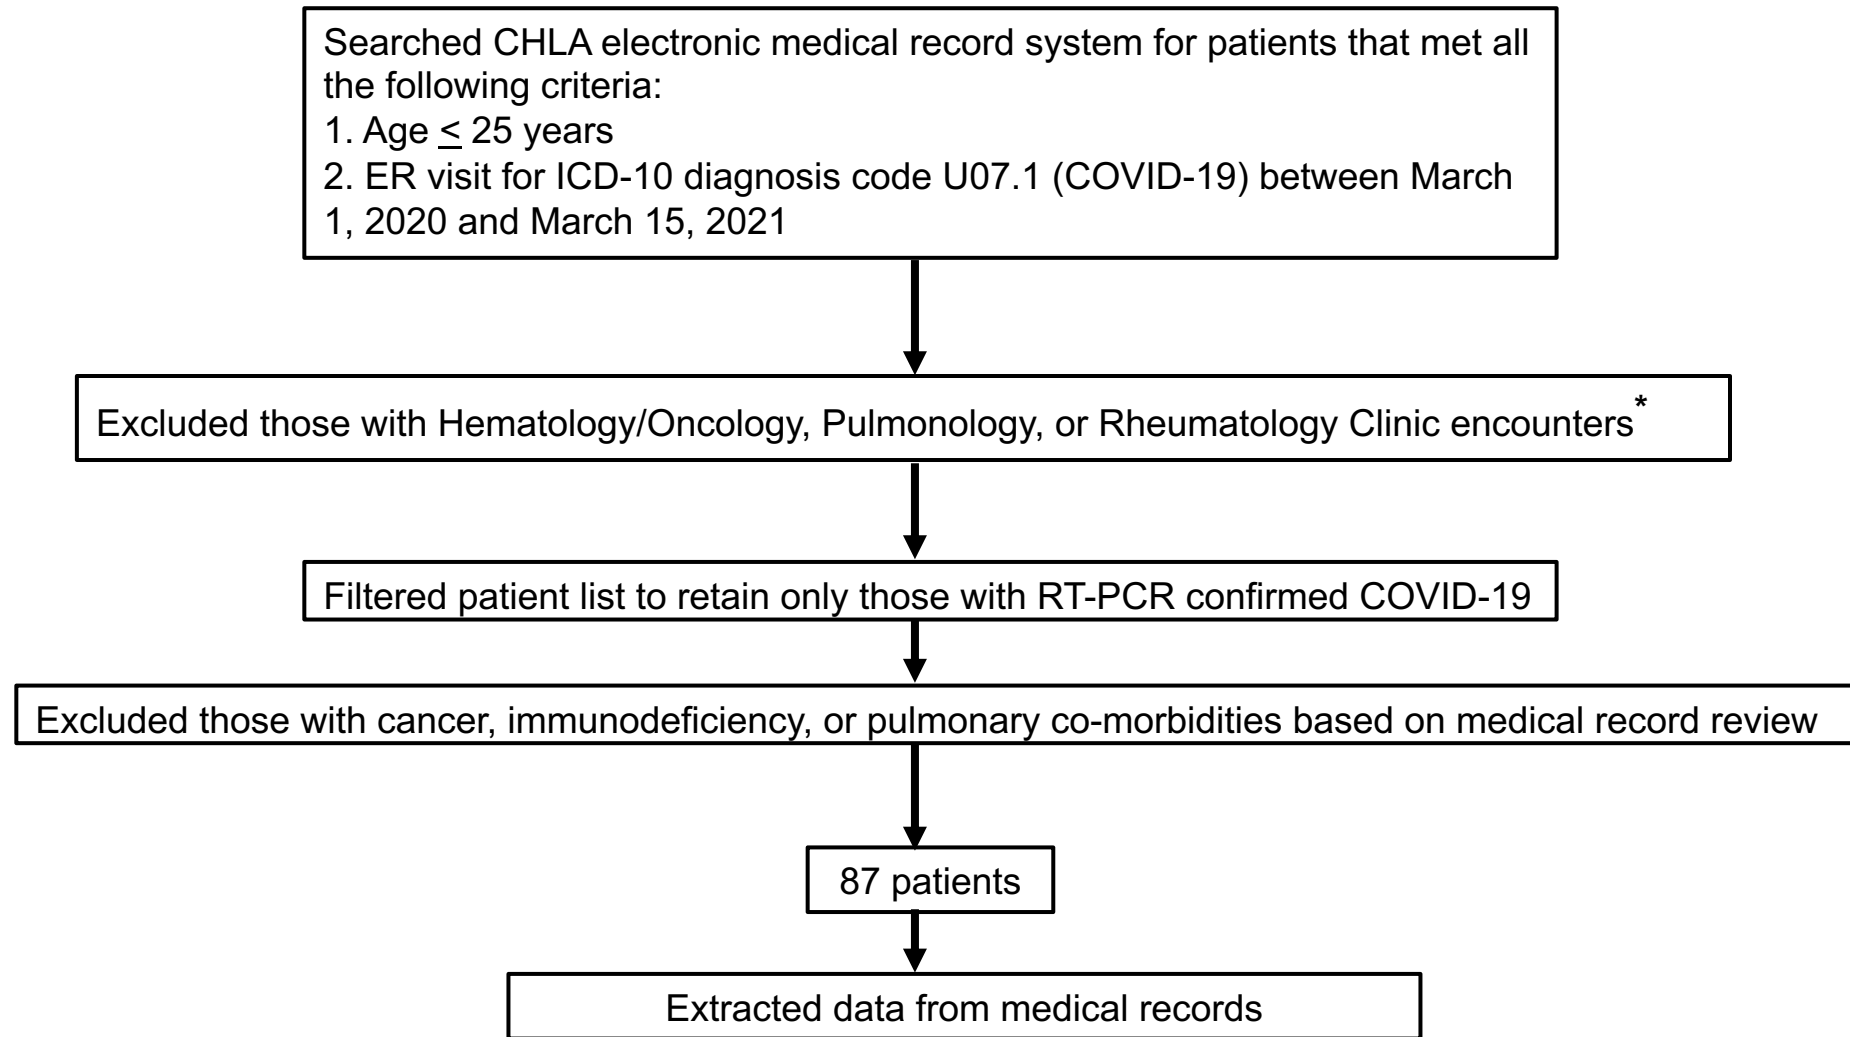 Searched CHLA electronic medical record system for patients that met all
the following criteria:
1. Age ≤ 25 years
2. ER visit for ICD-10 diagnosis code U07.1 (COVID-19) between March
1, 2020 and March 15, 2021
Excluded those with Hematology/Oncology, Pulmonology, or Rheumatology Clinic encounters*
Filtered patient list to retain only those with RT-PCR confirmed COVID-19
Excluded those with cancer, immunodeficiency, or pulmonary co-morbidities based on medical record review
87 patients
Extracted data from medical records